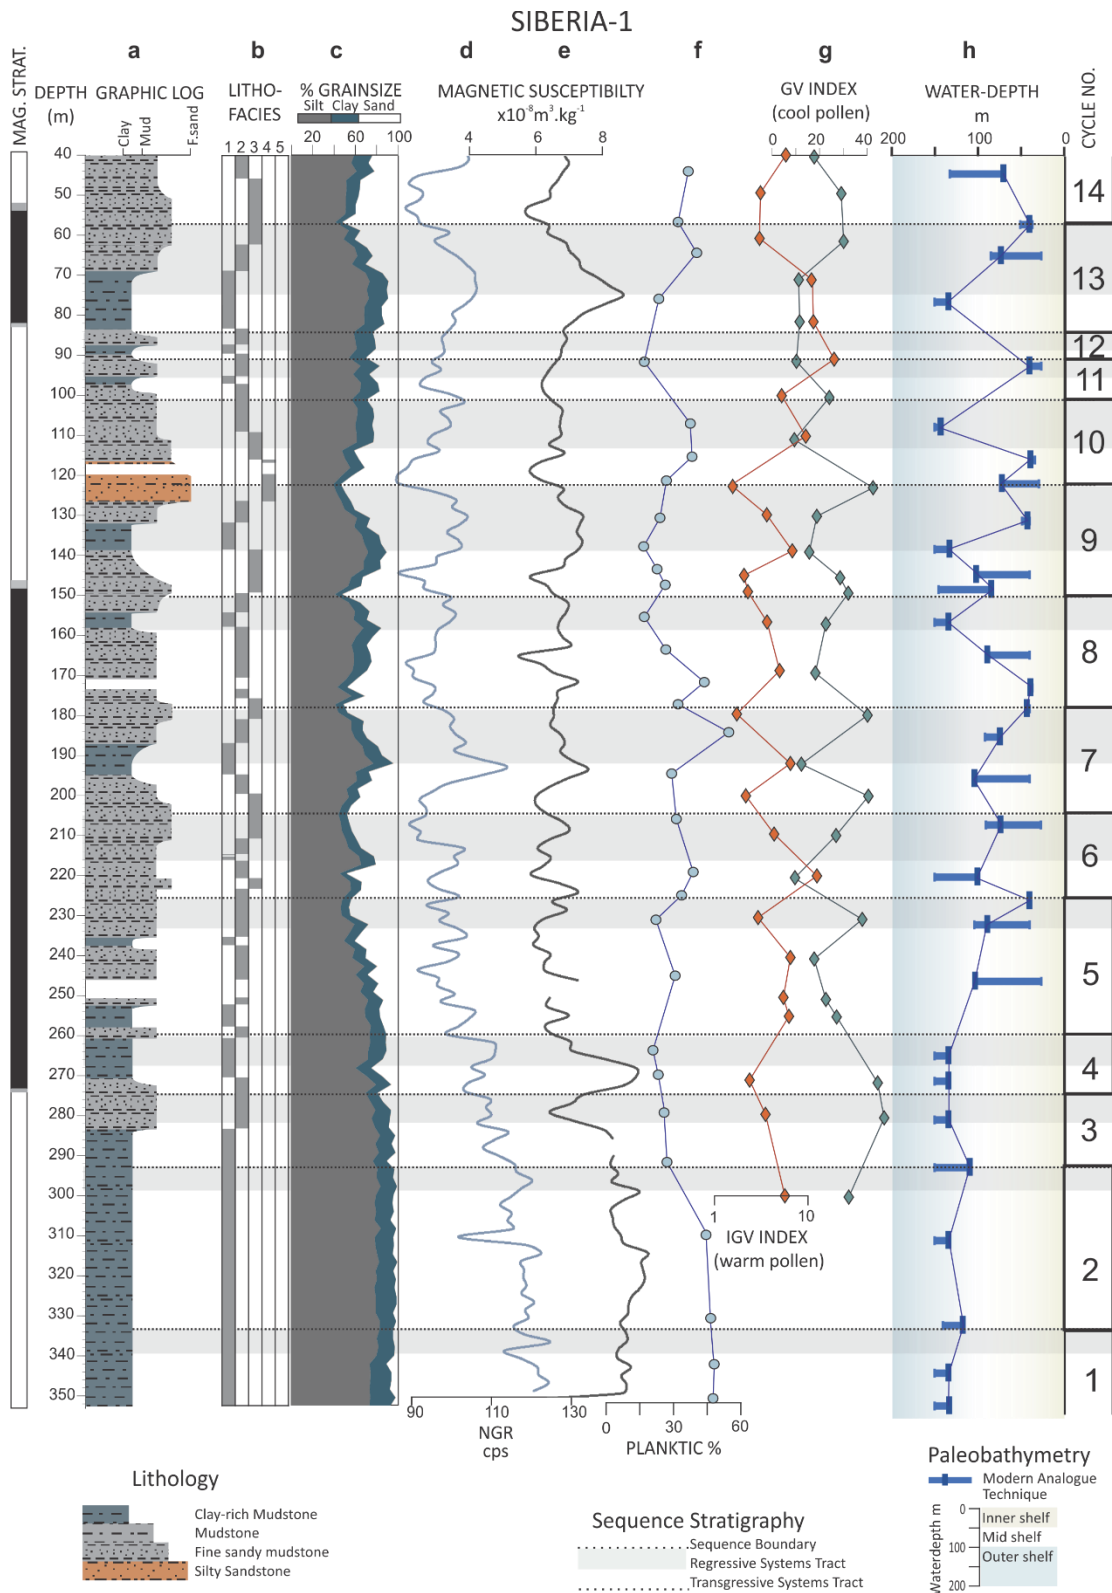 SIBERIA-1
a b c d e f g h
MAG. STRAT.
DEPTH (m)
GRAPHIC LOG
Clay
Mud
F.sand
LITHO-
FACIES
1 2 3 4 5
% GRAINSIZE
Silt Clay Sand
20 60 100
MAGNETIC SUSCEPTIBILTY
x10⁻⁸m³.kg⁻¹
4 6 8
GV INDEX
(cool pollen)
0 20 40
WATER-DEPTH
m
200 100 0
CYCLE NO.
40
50
60
70
80
90
100
110
120
130
140
150
160
170
180
190
200
210
220
230
240
250
260
270
280
290
300
310
320
330
340
350
14
13
12
11
10
9
8
7
6
5
4
3
2
1
1 10
IGV INDEX
(warm pollen)
90 110 130
NGR
cps
0 30 60
PLANKTIC %
Lithology
Clay-rich Mudstone
Mudstone
Fine sandy mudstone
Silty Sandstone
Sequence Stratigraphy
Sequence Boundary
Regressive Systems Tract
Transgressive Systems Tract
Paleobathymetry
Modern Analogue
Technique
Waterdepth m
0
100
200
Inner shelf
Mid shelf
Outer shelf